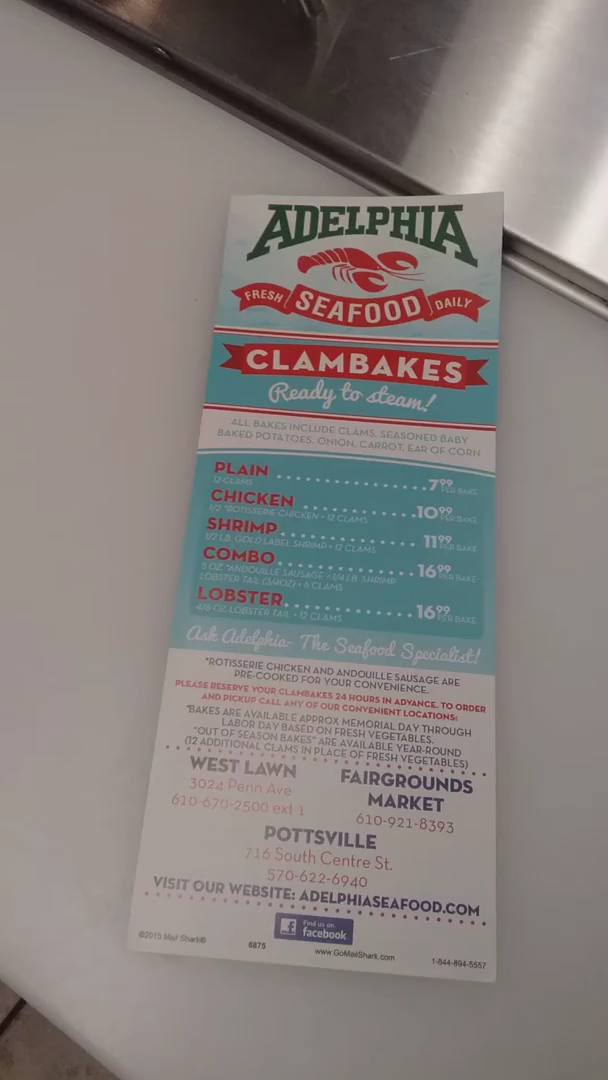 ADELPHIA
FRESH SEAFOOD DAILY
CLAMBAKES
Ready to steam!
ALL BAKES INCLUDE CLAMS, SEASONED BABY
BAKED POTATOES, ONION, CARROT, EAR OF CORN
PLAIN 7.99 PER BAKE
12 CLAMS
CHICKEN 10.99 PER BAKE
1/2 *ROTISSERIE CHICKEN • 12 CLAMS
SHRIMP 11.99 PER BAKE
1/2 LB. GOLD LABEL SHRIMP • 12 CLAMS
COMBO 16.99 PER BAKE
5 OZ *ANDOUILLE SAUSAGE • 1/4 LB. SHRIMP
LOBSTER TAIL (3/4OZ) • 6 CLAMS
LOBSTER 16.99 PER BAKE
4/8 OZ. LOBSTER TAIL • 12 CLAMS
Ask Adelphia- The Seafood Specialist!
*ROTISSERIE CHICKEN AND ANDOUILLE SAUSAGE ARE
PRE-COOKED FOR YOUR CONVENIENCE.
PLEASE RESERVE YOUR CLAMBAKES 24 HOURS IN ADVANCE. TO ORDER
AND PICKUP CALL ANY OF OUR CONVENIENT LOCATIONS:
*BAKES ARE AVAILABLE APPROX MEMORIAL DAY THROUGH
LABOR DAY BASED ON FRESH VEGETABLES.
"OUT OF SEASON BAKES" ARE AVAILABLE YEAR-ROUND
(12 ADDITIONAL CLAMS IN PLACE OF FRESH VEGETABLES)
WEST LAWN
3024 Penn Ave
610-670-2500 ext 1
FAIRGROUNDS
MARKET
610-921-8393
POTTSVILLE
716 South Centre St.
570-622-6940
VISIT OUR WEBSITE: ADELPHIASEAFOOD.COM
f Find us on
facebook
©2015 Mail Shark® 6875 www.GoMailShark.com 1-844-894-5557